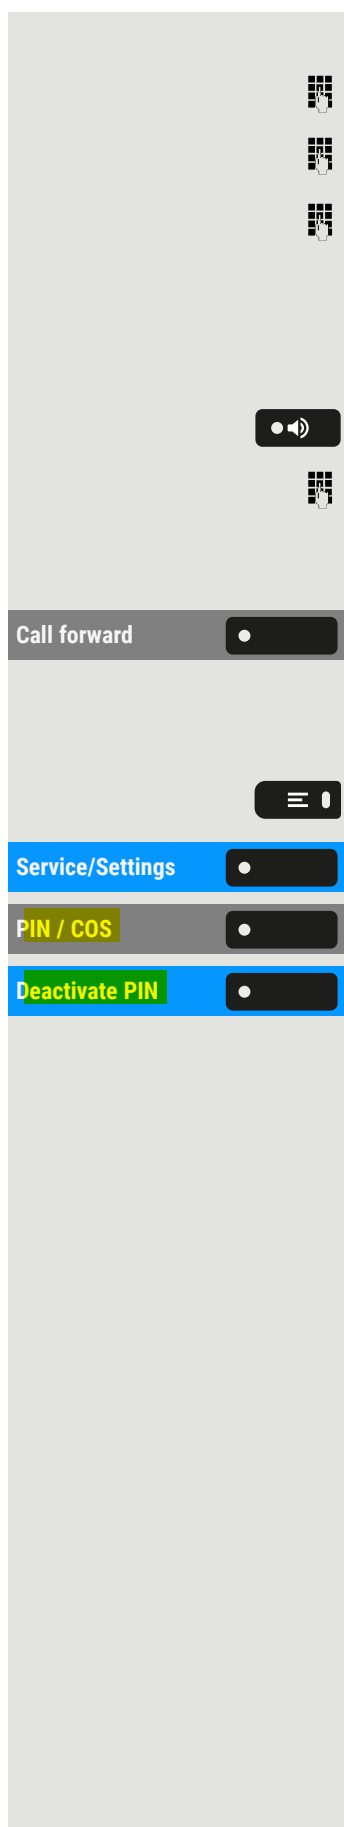 Call forward
Service/Settings
PIN / COS
Deactivate PIN